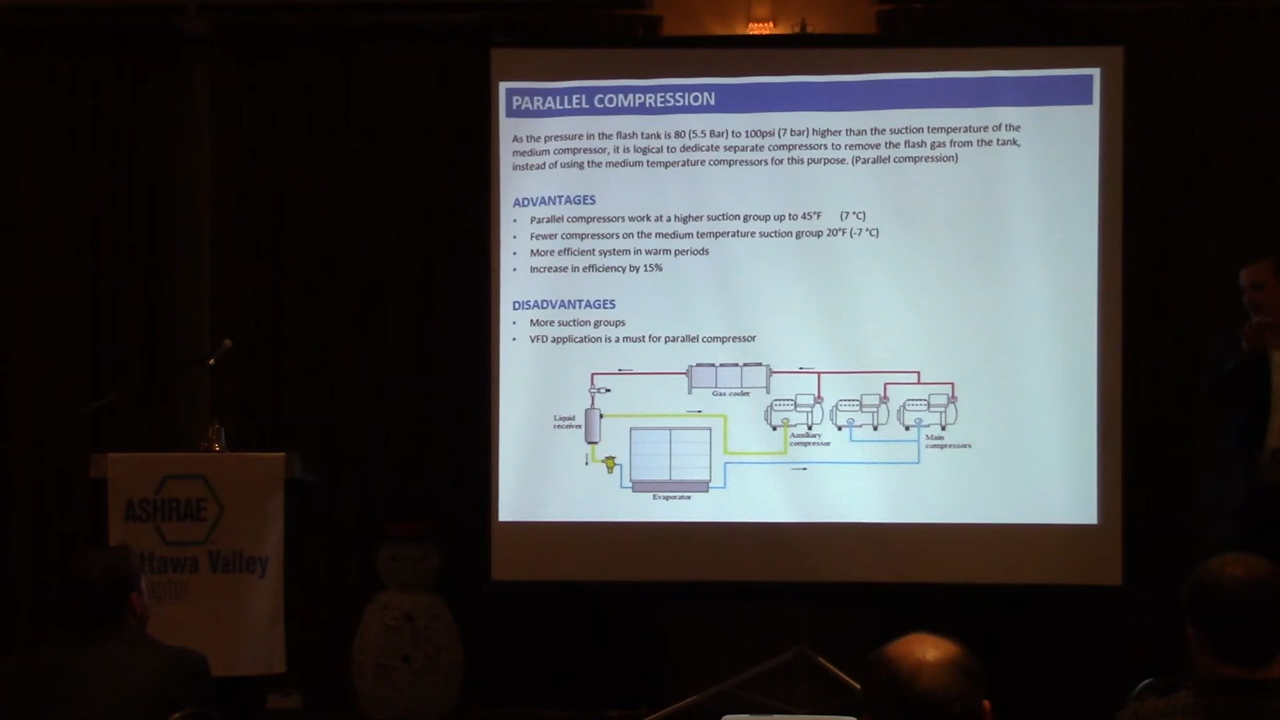 PARALLEL COMPRESSION
As the pressure in the flash tank is 80 (5.5 Bar) to 100psi (7 bar) higher than the suction temperature of the
medium compressor, it is logical to dedicate separate compressors to remove the flash gas from the tank,
instead of using the medium temperature compressors for this purpose. (Parallel compression)
ADVANTAGES
• Parallel compressors work at a higher suction group up to 45°F (7 °C)
• Fewer compressors on the medium temperature suction group 20°F (-7 °C)
• More efficient system in warm periods
• Increase in efficiency by 15%
DISADVANTAGES
• More suction groups
• VFD application is a must for parallel compressor
Gas cooler
Liquid
receiver
Auxiliary
compressor
Main
compressors
Evaporator
ASHRAE
ttawa Valley
apter